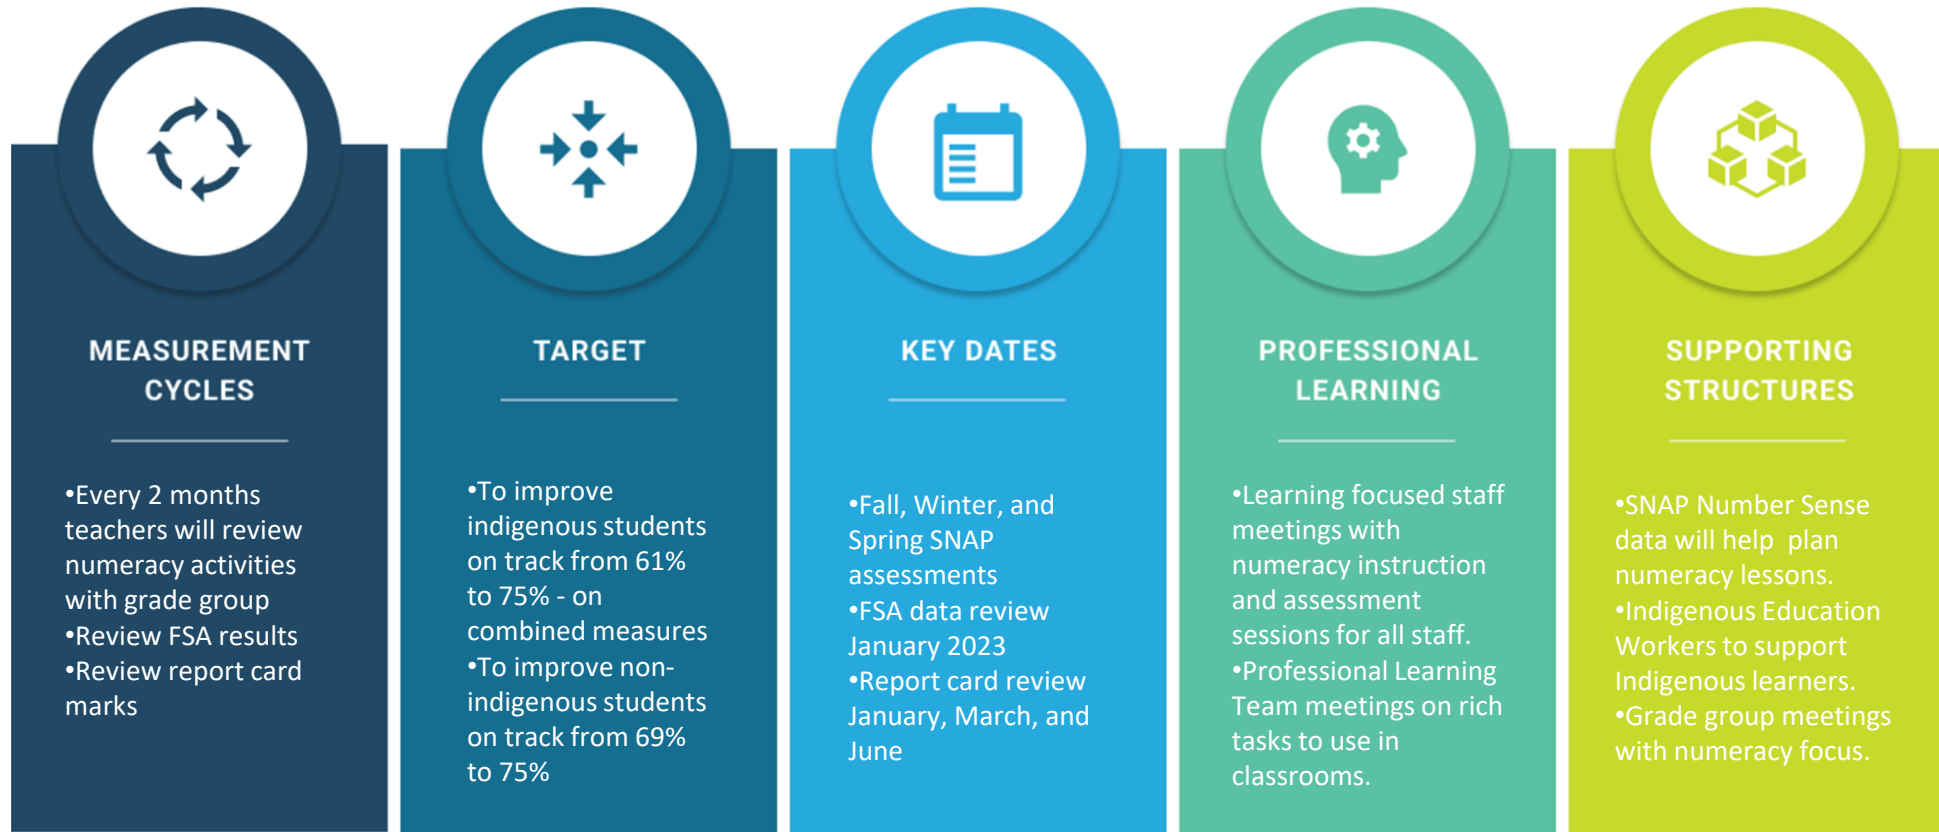 MEASUREMENT
CYCLES
•Every 2 months
teachers will review
numeracy activities
with grade group
•Review FSA results
•Review report card
marks
TARGET
•To improve
indigenous students
on track from 61%
to 75% - on
combined measures
•To improve non-
indigenous students
on track from 69%
to 75%
KEY DATES
•Fall, Winter, and
Spring SNAP
assessments
•FSA data review
January 2023
•Report card review
January, March, and
June
PROFESSIONAL
LEARNING
•Learning focused staff
meetings with
numeracy instruction
and assessment
sessions for all staff.
•Professional Learning
Team meetings on rich
tasks to use in
classrooms.
SUPPORTING
STRUCTURES
•SNAP Number Sense
data will help  plan
numeracy lessons.
•Indigenous Education
Workers to support
Indigenous learners.
•Grade group meetings
with numeracy focus.